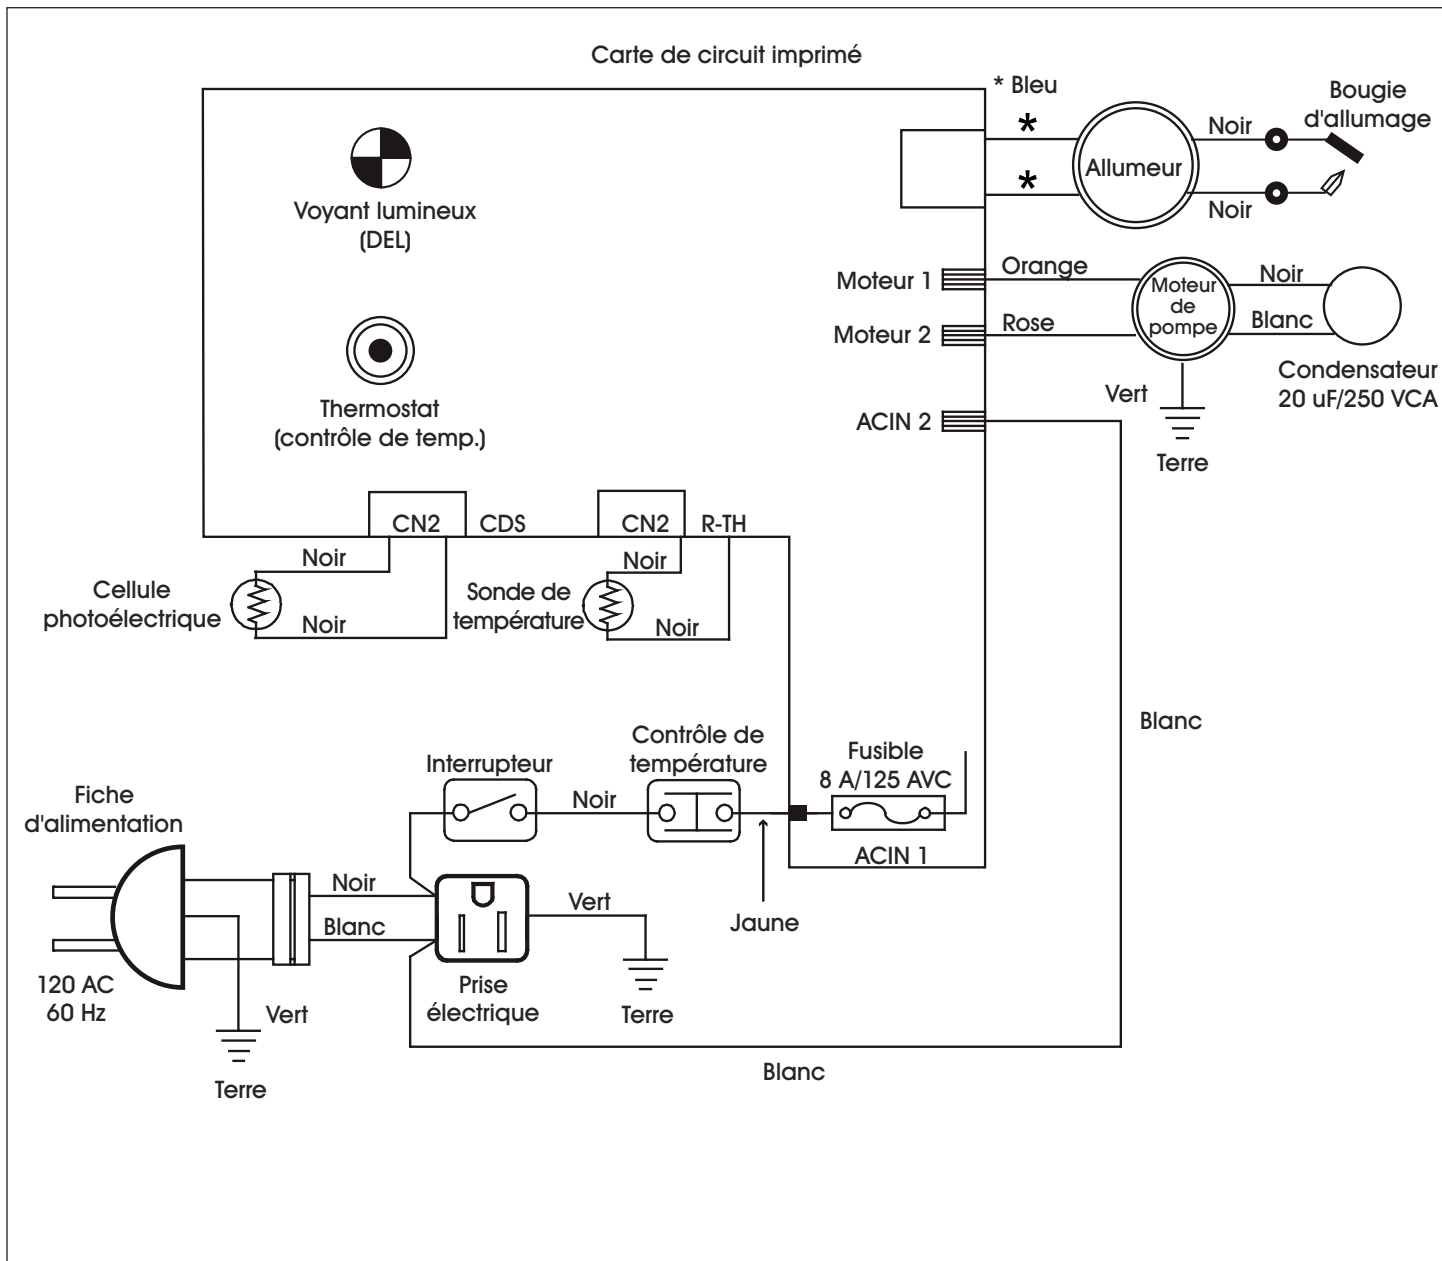 Carte de circuit imprimé
* Bleu
*
*
Allumeur
Noir
Noir
Bougie
d'allumage
Voyant lumineux
(DEL)
Moteur 1
Orange
Moteur 2
Rose
Moteur
de
pompe
Noir
Blanc
Condensateur
20 uF/250 VCA
Vert
Terre
Thermostat
(contrôle de temp.)
ACIN 2
CN2
CDS
CN2
R-TH
Noir
Noir
Cellule
photoélectrique
Noir
Noir
Sonde de
température
Blanc
Interrupteur
Noir
Contrôle de
température
Fusible
8 A/125 AVC
ACIN 1
Jaune
Fiche
d'alimentation
120 AC
60 Hz
Noir
Blanc
Vert
Terre
Prise
électrique
Vert
Terre
Blanc